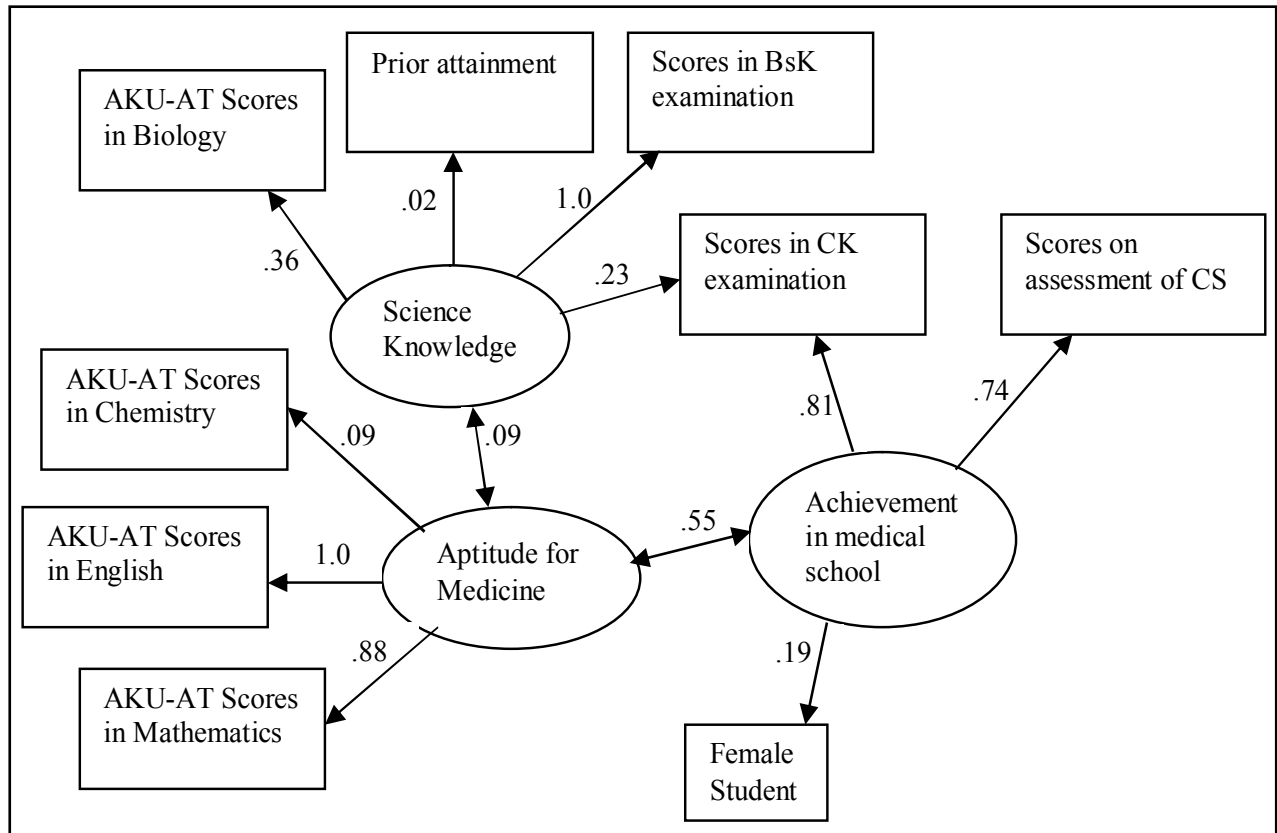 Prior attainment
Scores in BsK
examination
AKU-AT Scores
in Biology
.02
1.0
.36
.23
Scores in CK
examination
Scores on
assessment of CS
Science
Knowledge
AKU-AT Scores
in Chemistry
.09
.09
.81
.74
AKU-AT Scores
in English
1.0
Aptitude for
Medicine
.55
Achievement
in medical
school
.88
AKU-AT Scores
in Mathematics
.19
Female
Student